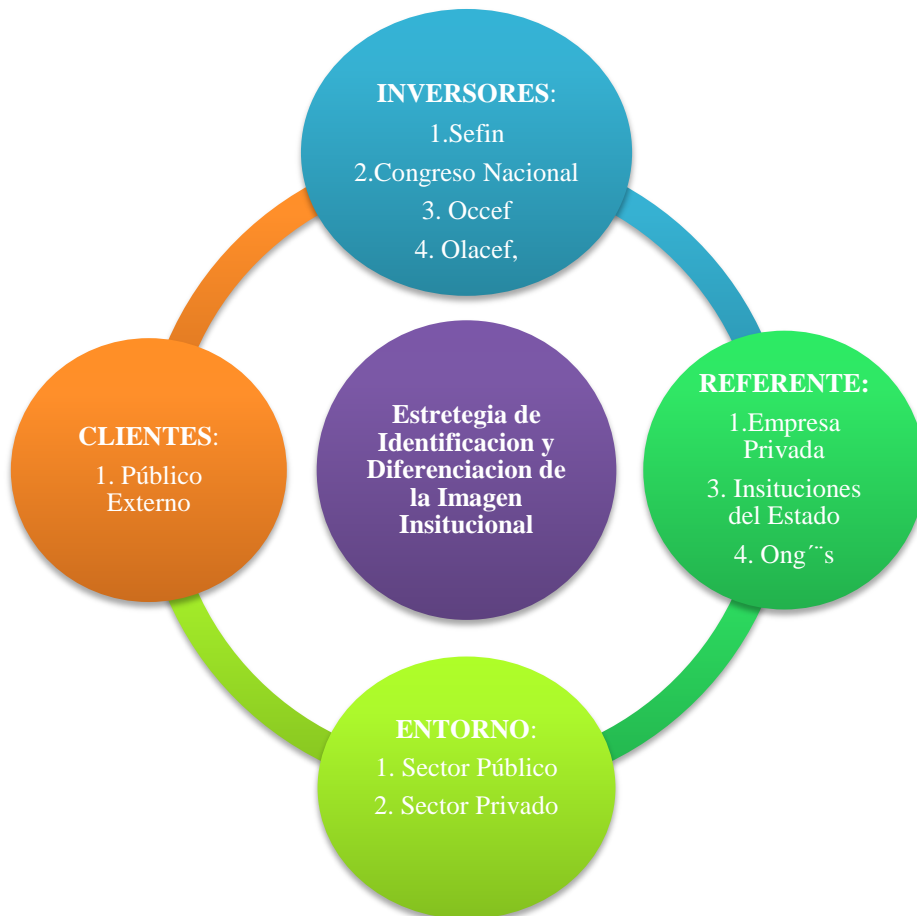 INVERSORES:
1.Sefin
2.Congreso Nacional
3. Occef
4. Olacef,
REFERENTE:
1.Empresa
Privada
3. Insituciones
del Estado
4. Ong´¨s
ENTORNO:
1. Sector Público
2. Sector Privado
CLIENTES:
1. Público
Externo
Estretegia de
Identificacion y
Diferenciacion de
la Imagen
Insitucional